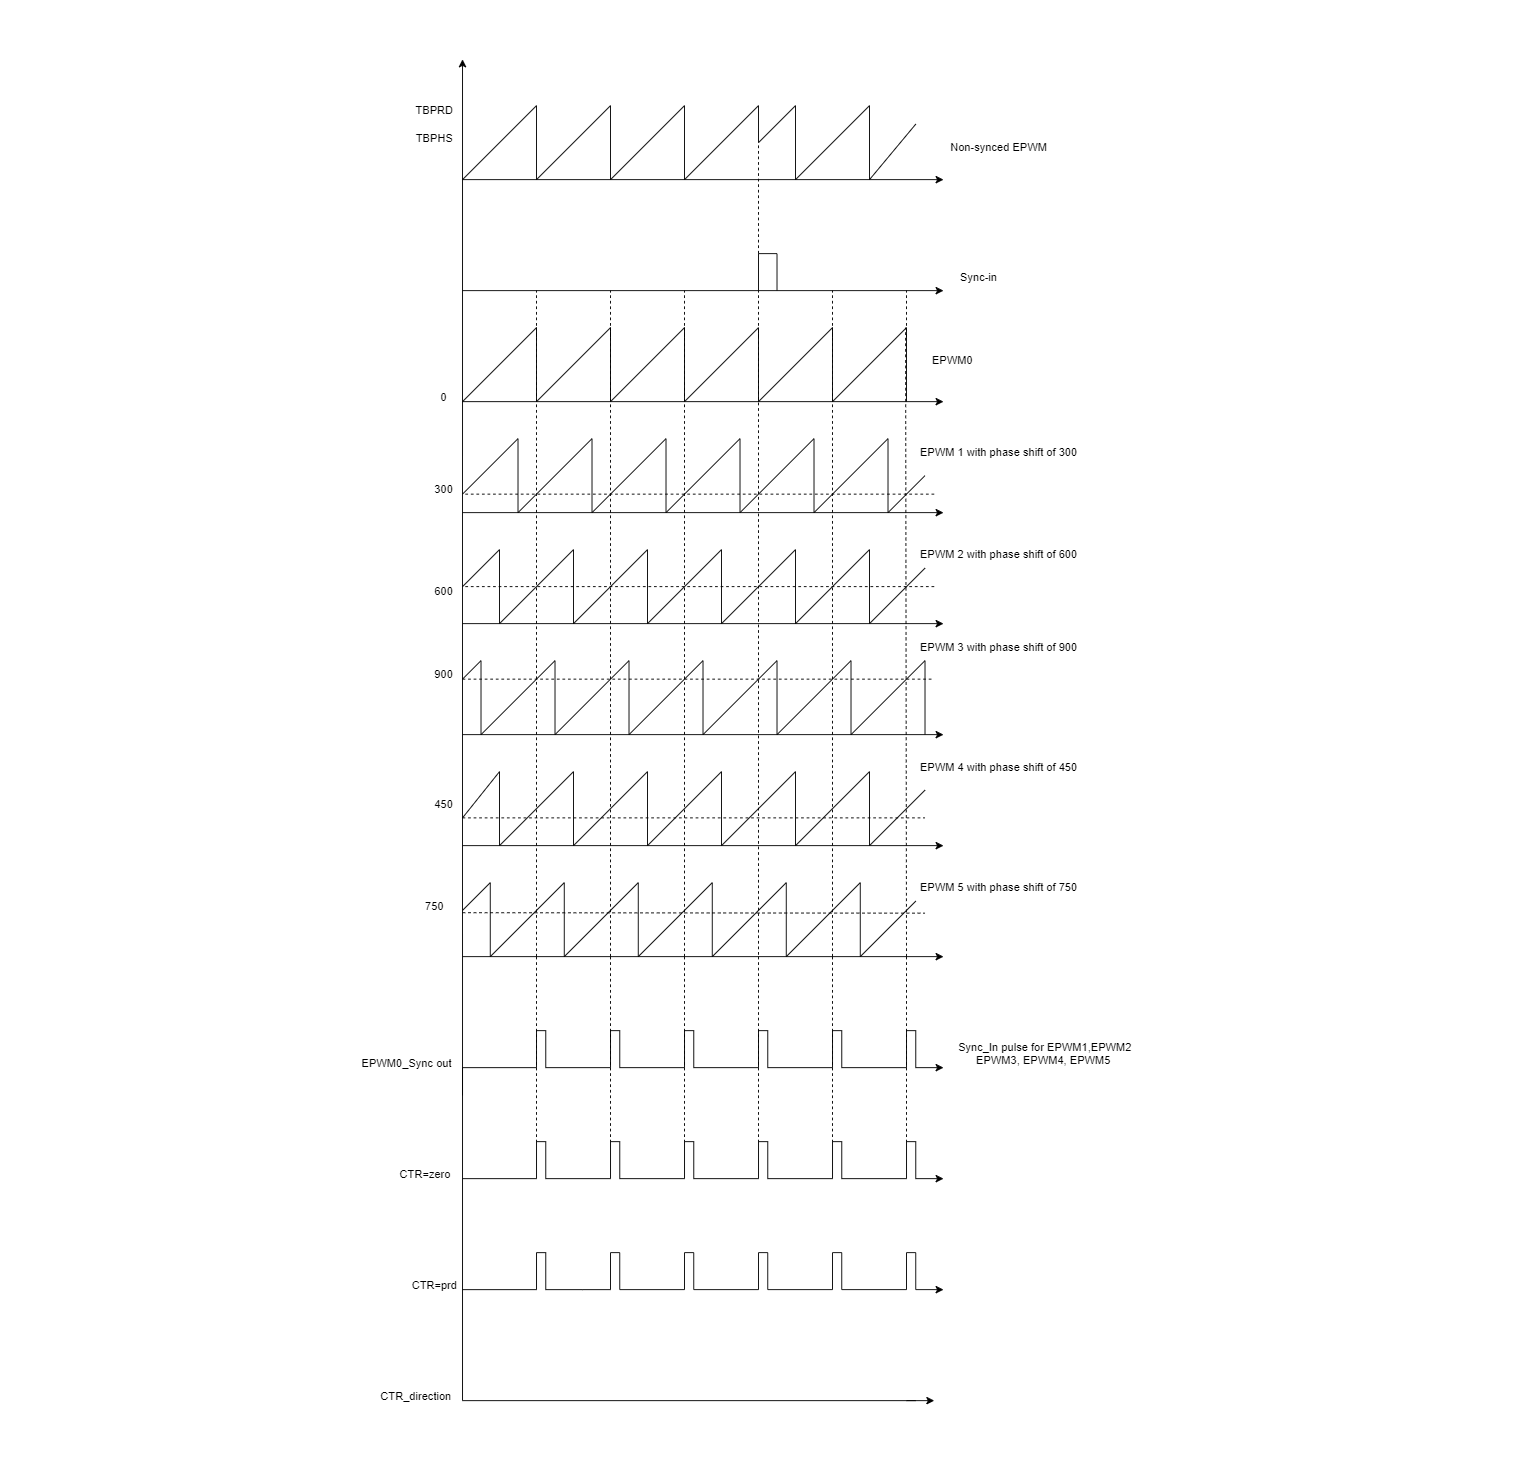 TBPRD
TBPHS
Non-synced EPWM
Sync-in
EPWM0
0
EPWM 1 with phase shift of 300
300
EPWM 2 with phase shift of 600
600
EPWM 3 with phase shift of 900
900
EPWM 4 with phase shift of 450
450
EPWM 5 with phase shift of 750
750
EPWM0_Sync out
Sync_In pulse for EPWM1,EPWM2
EPWM3, EPWM4, EPWM5
CTR=zero
CTR=prd
CTR_direction